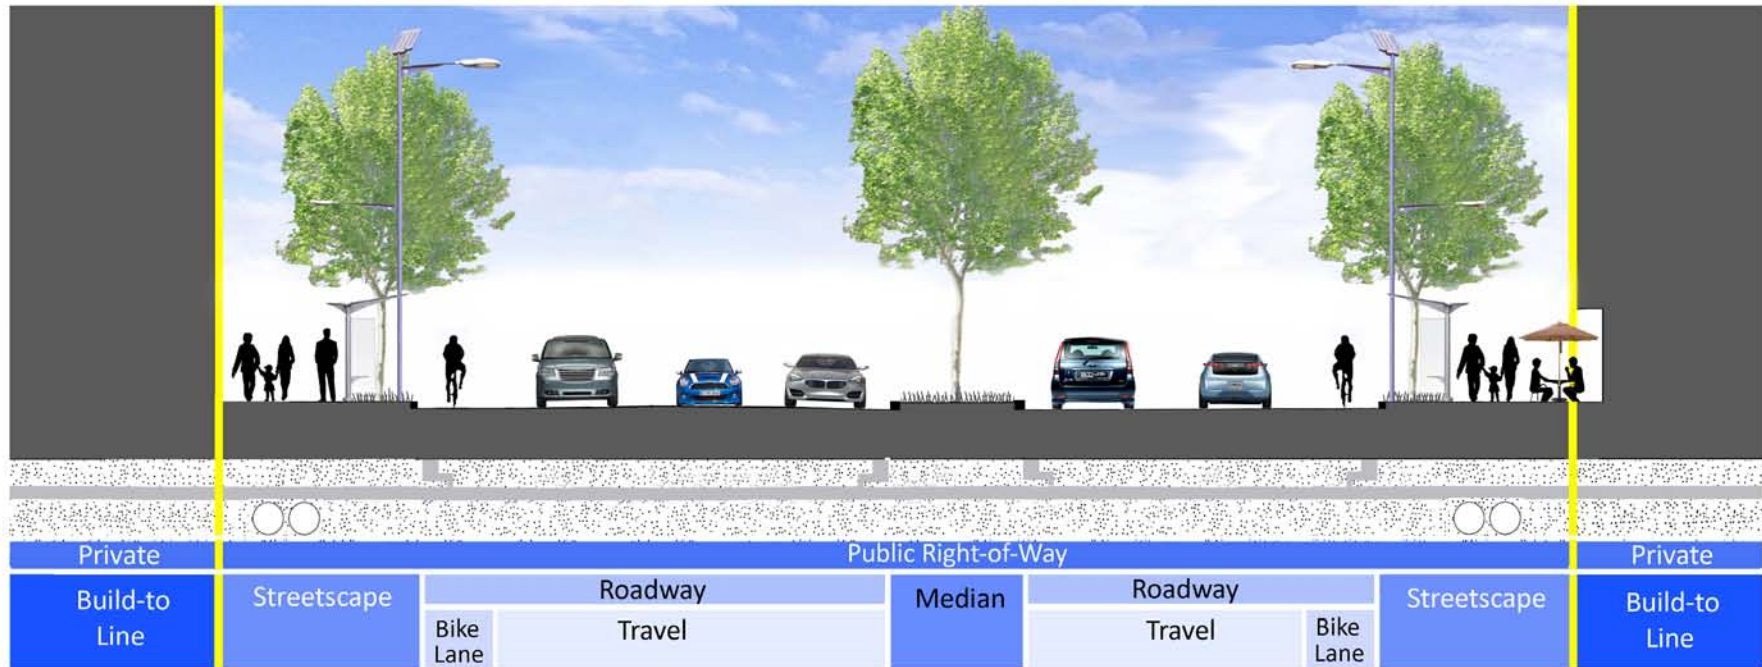 Private
Public Right-of-Way
Private
Build-to
Line
Streetscape
Roadway
Median
Roadway
Streetscape
Build-to
Line
Bike
Lane
Travel
Travel
Bike
Lane